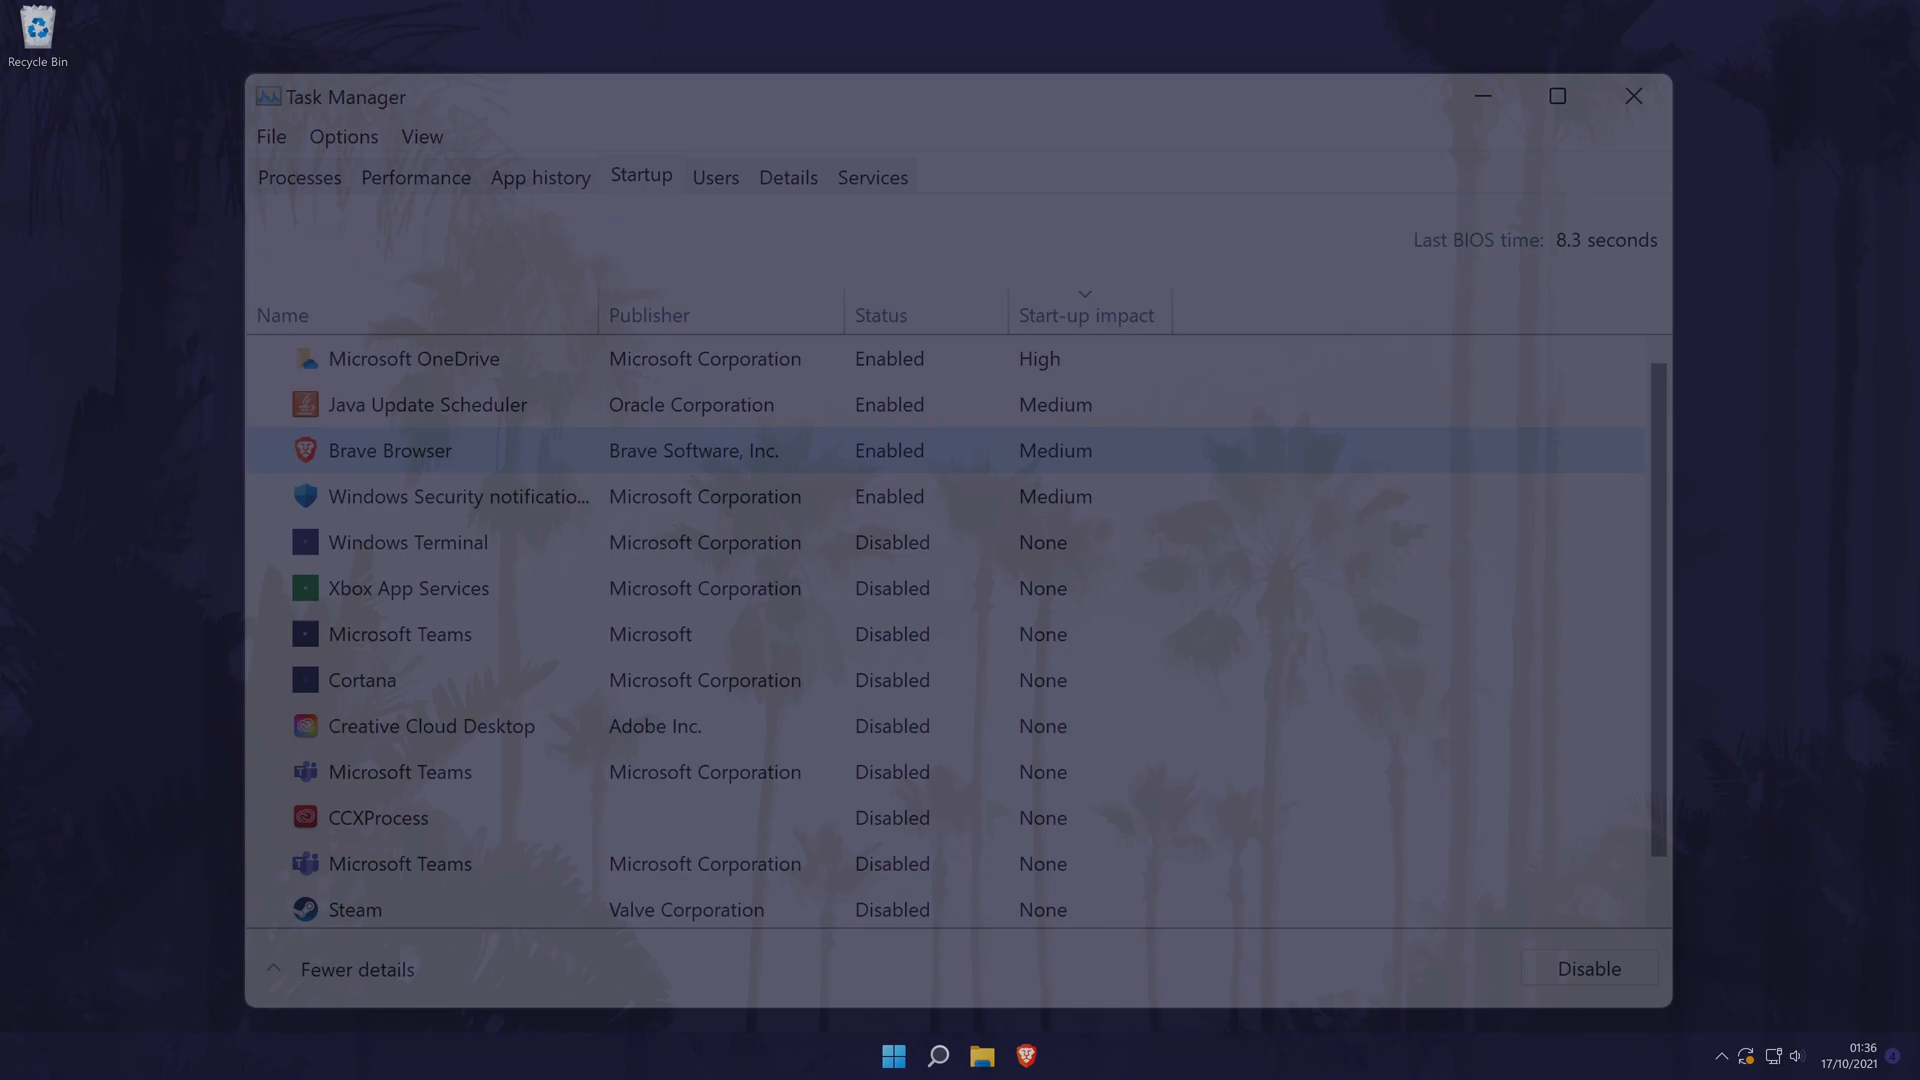 Recycle Bin
Task Manager
File Options View
Processes Performance App history Startup Users Details Services
Last BIOS time: 8.3 seconds
Name Publisher Status Start-up impact
Microsoft OneDrive Microsoft Corporation Enabled High
Java Update Scheduler Oracle Corporation Enabled Medium
Brave Browser Brave Software, Inc. Enabled Medium
Windows Security notificatio... Microsoft Corporation Enabled Medium
Windows Terminal Microsoft Corporation Disabled None
Xbox App Services Microsoft Corporation Disabled None
Microsoft Teams Microsoft Disabled None
Cortana Microsoft Corporation Disabled None
Creative Cloud Desktop Adobe Inc. Disabled None
Microsoft Teams Microsoft Corporation Disabled None
CCXProcess Disabled None
Microsoft Teams Microsoft Corporation Disabled None
Steam Valve Corporation Disabled None
Fewer details Disable
01:36
17/10/2021 4